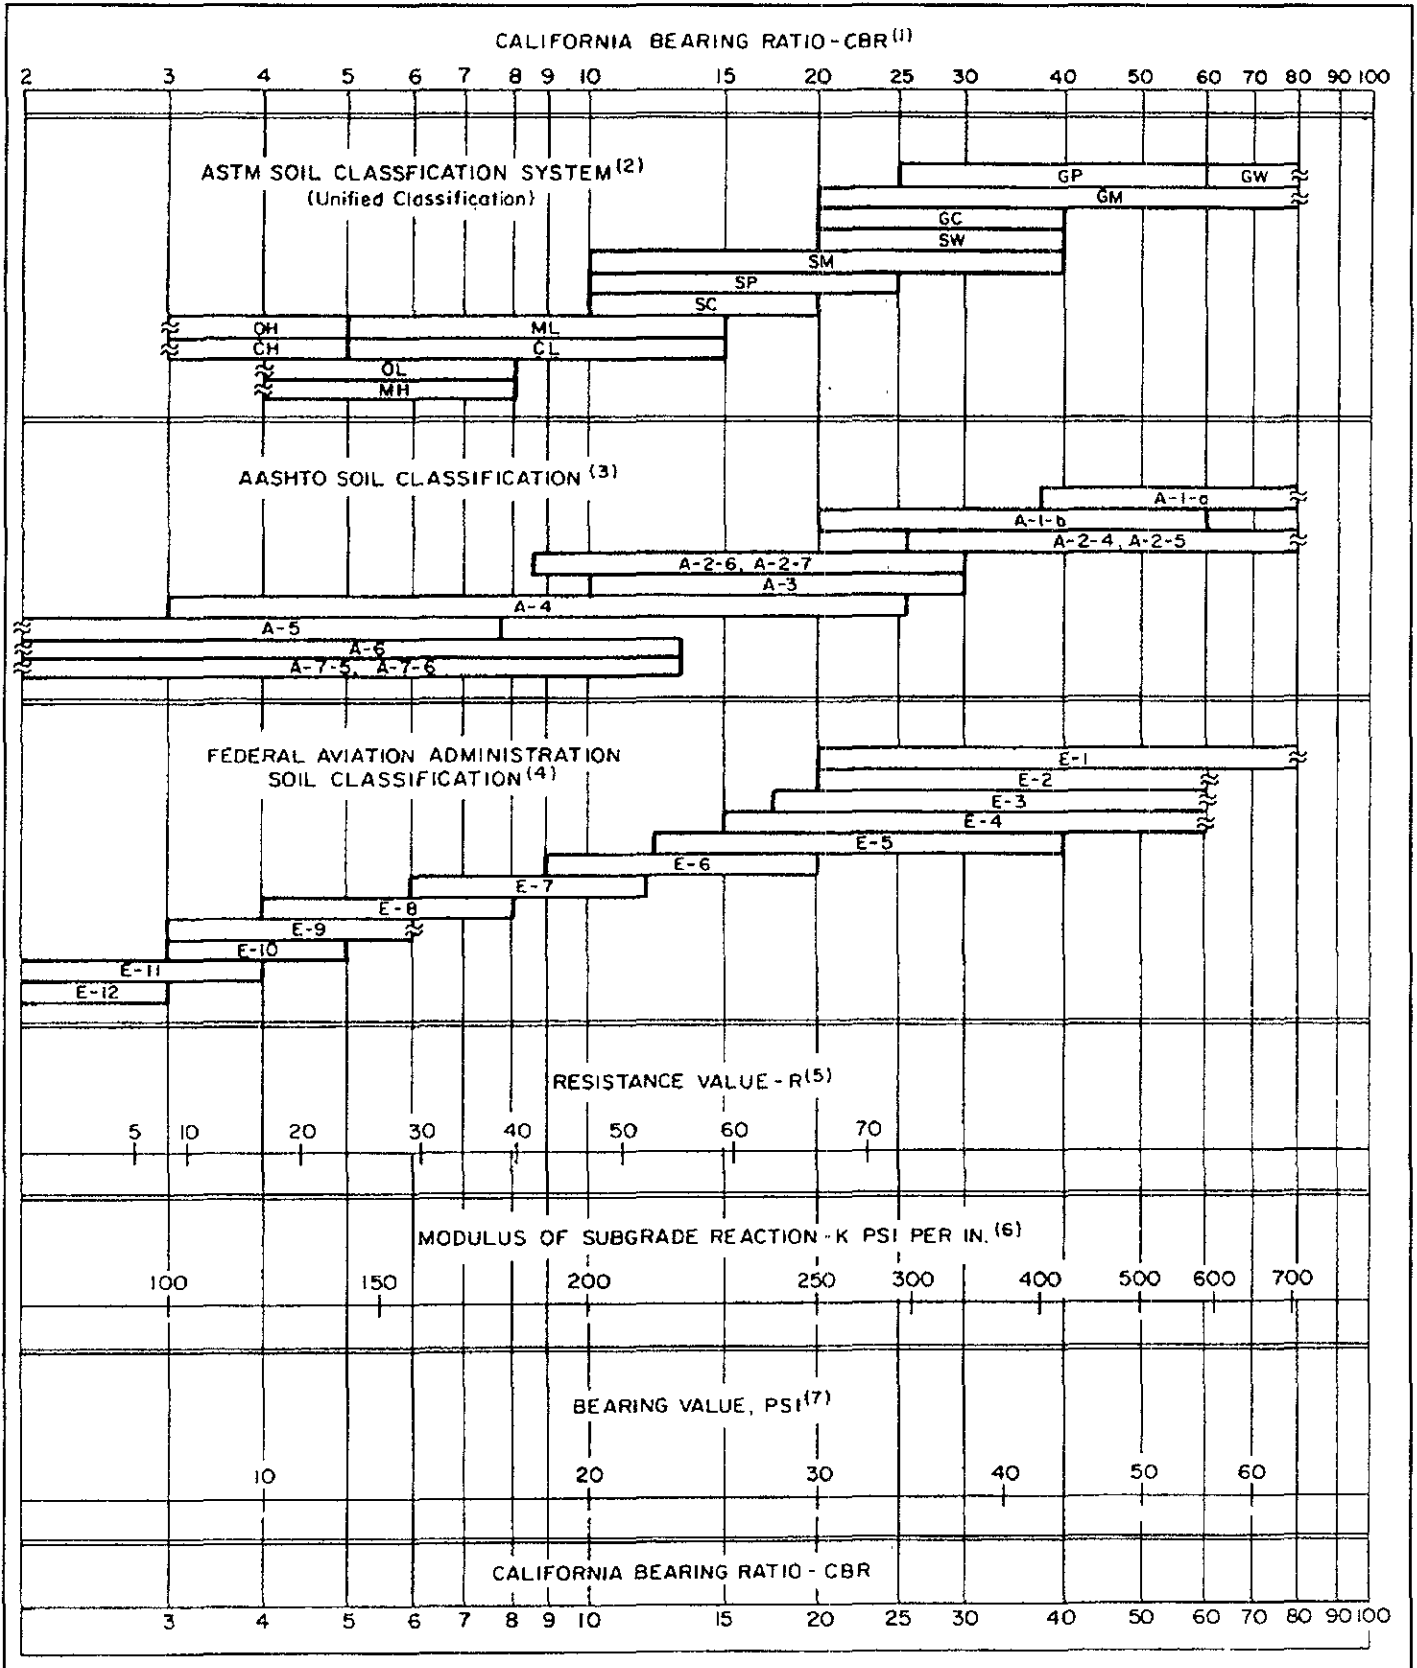 CALIFORNIA BEARING RATIO-CBR(1)
2 3 4 5 6 7 8 9 10 15 20 25 30 40 50 60 70 80 90 100
ASTM SOIL CLASSFICATION SYSTEM(2)
(Unified Classification)
GP GW
GM
GC
SW
SM
SP
SC
OH ML
CH CL
OL
MH
AASHTO SOIL CLASSIFICATION(3)
A-1-a
A-1-b
A-2-4, A-2-5
A-2-6, A-2-7
A-3
A-4
A-5
A-6
A-7-5, A-7-6
FEDERAL AVIATION ADMINISTRATION
SOIL CLASSIFICATION(4)
E-1
E-2
E-3
E-4
E-5
E-6
E-7
E-8
E-9
E-10
E-11
E-12
RESISTANCE VALUE-R(5)
5 10 20 30 40 50 60 70
MODULUS OF SUBGRADE REACTION-K PSI PER IN.(6)
100 150 200 250 300 400 500 600 700
BEARING VALUE, PSI(7)
10 20 30 40 50 60
CALIFORNIA BEARING RATIO-CBR
3 4 5 6 7 8 9 10 15 20 25 30 40 50 60 70 80 90 100